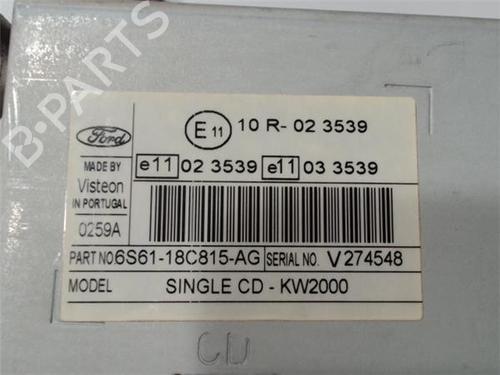 Ford
E 11 10 R- 02 3539
MADE BY
Visteon
IN PORTUGAL
e11 02 3539 e11 03 3539
0259A
PART NO. 6S61-18C815-AG SERIAL NO. V274548
MODEL SINGLE CD - KW2000
CD
B-PARTS